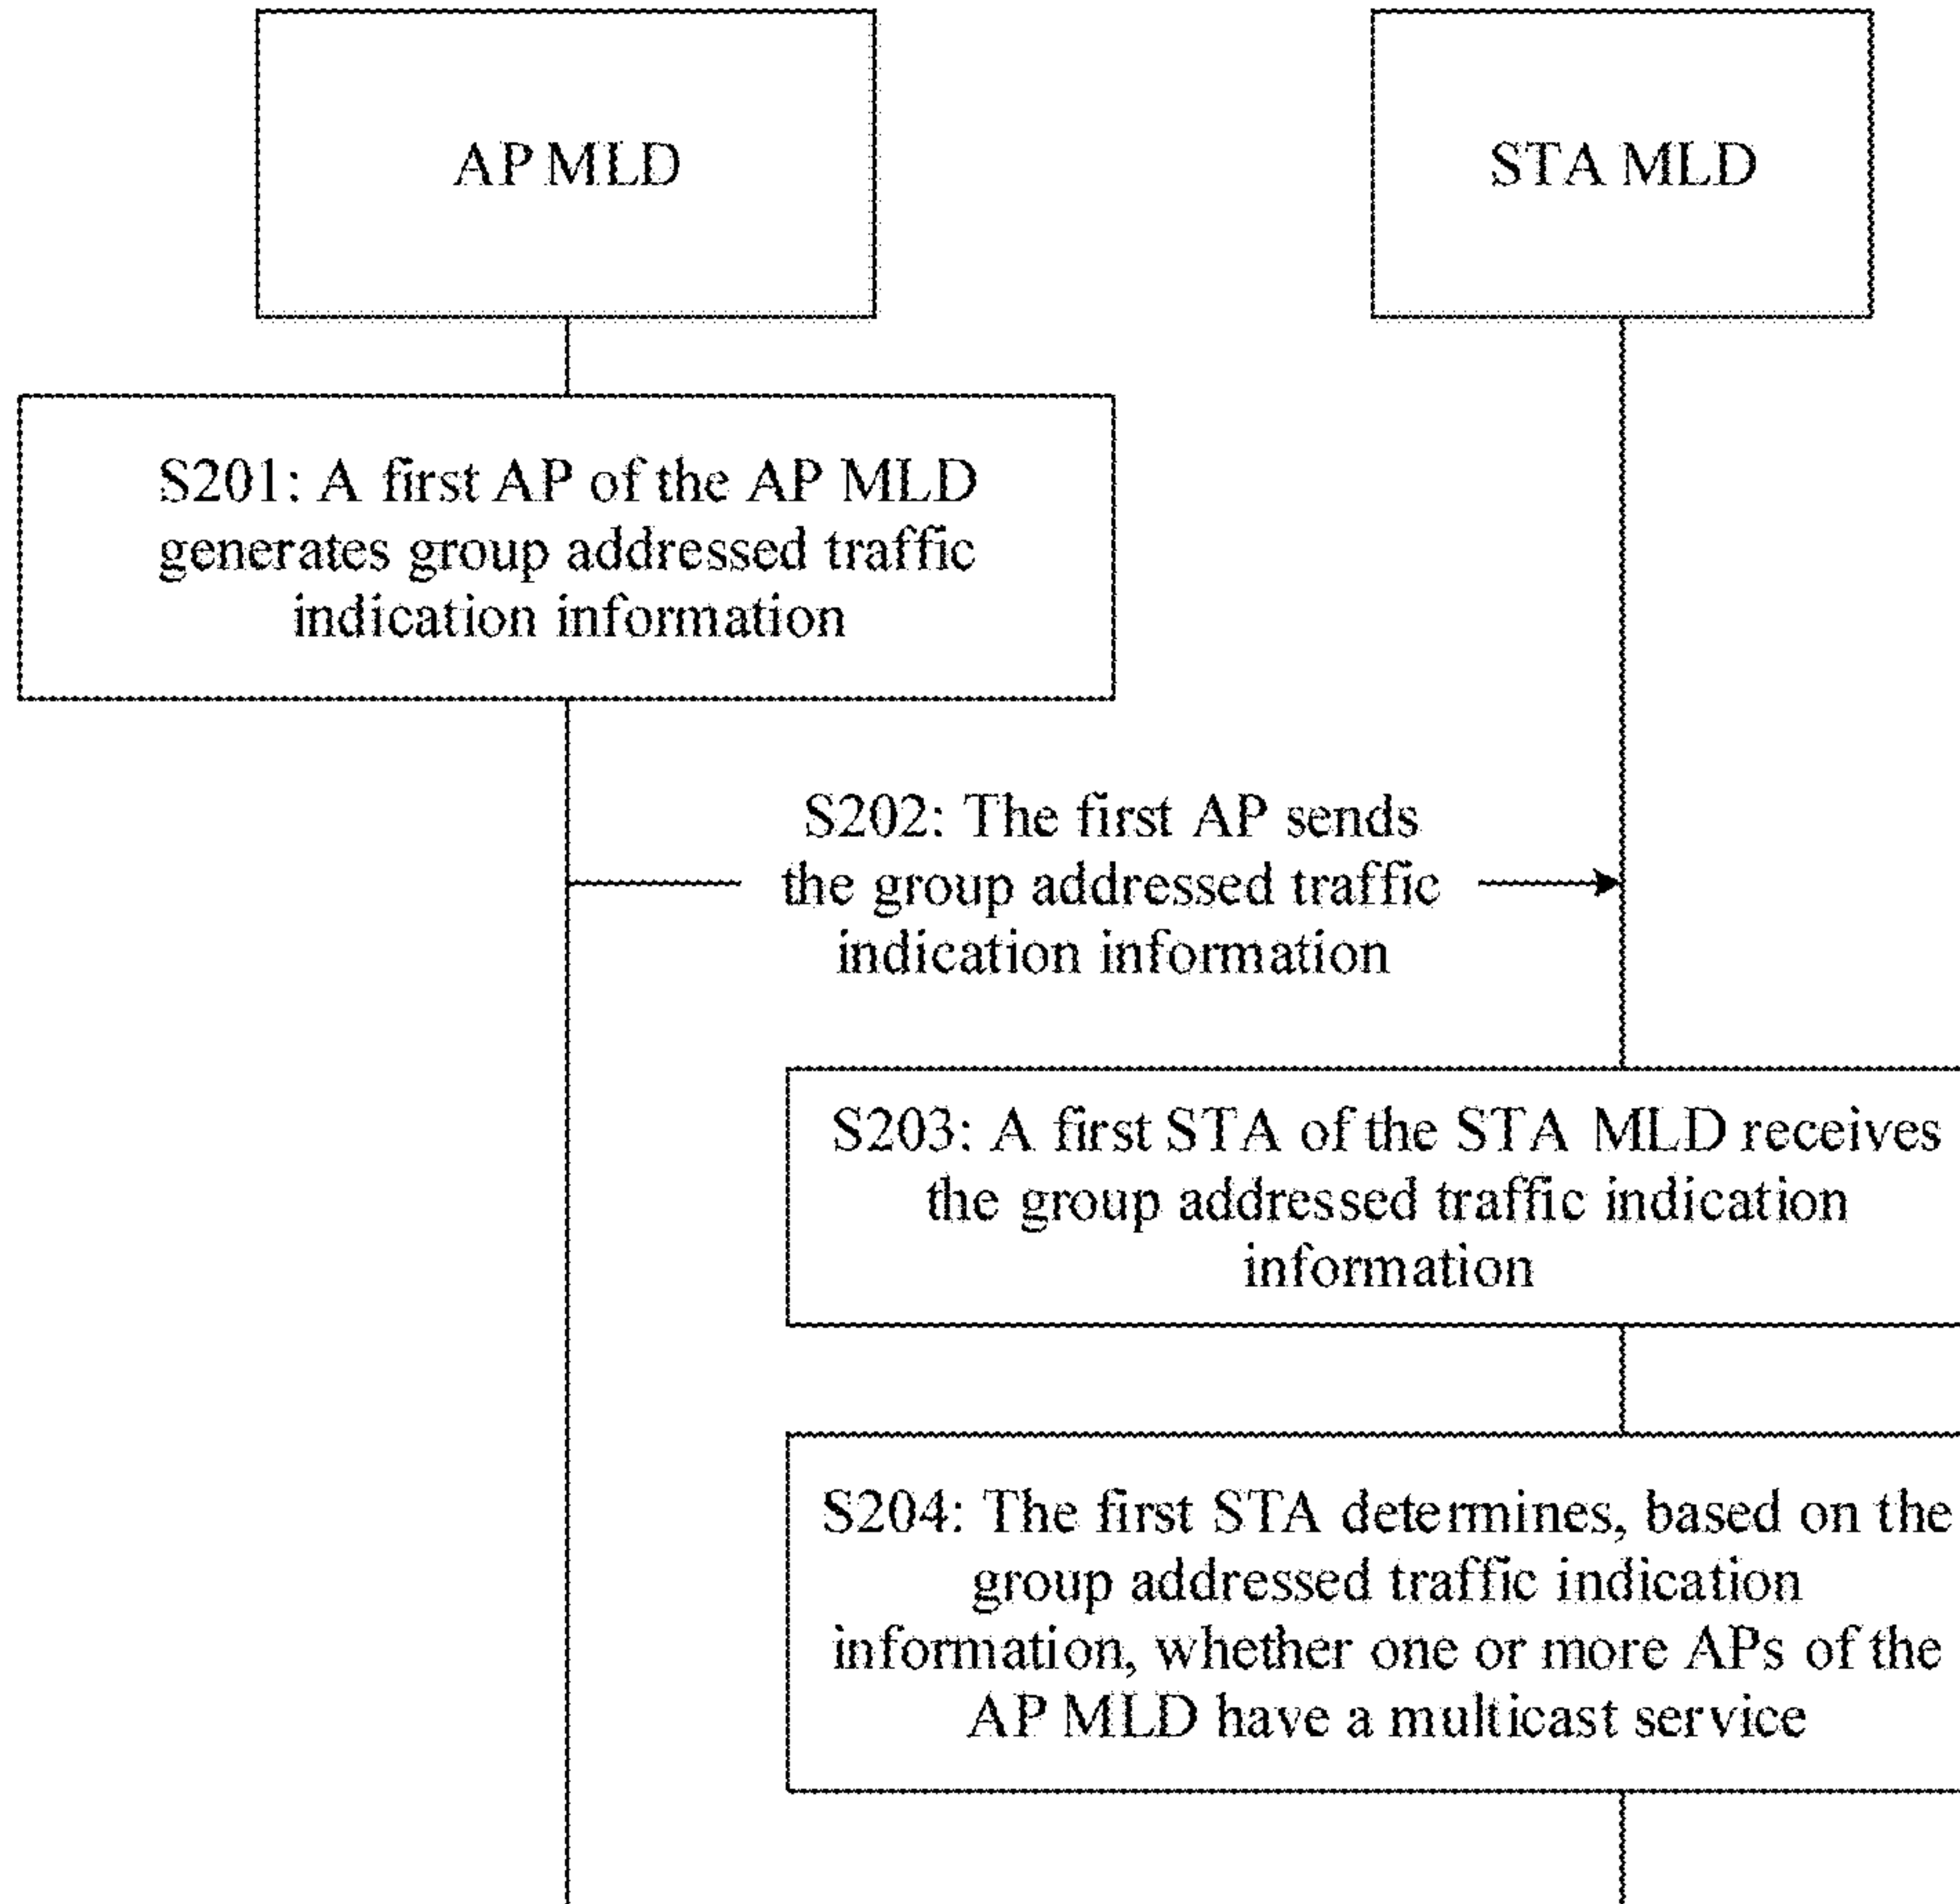 AP MLD
STA MLD
S201: A first AP of the AP MLD
generates group addressed traffic
indication information
S202: The first AP sends
the group addressed traffic
indication information
S203: A first STA of the STA MLD receives
the group addressed traffic indication
information
S204: The first STA determines, based on the
group addressed traffic indication
information, whether one or more APs of the
AP MLD have a multicast service